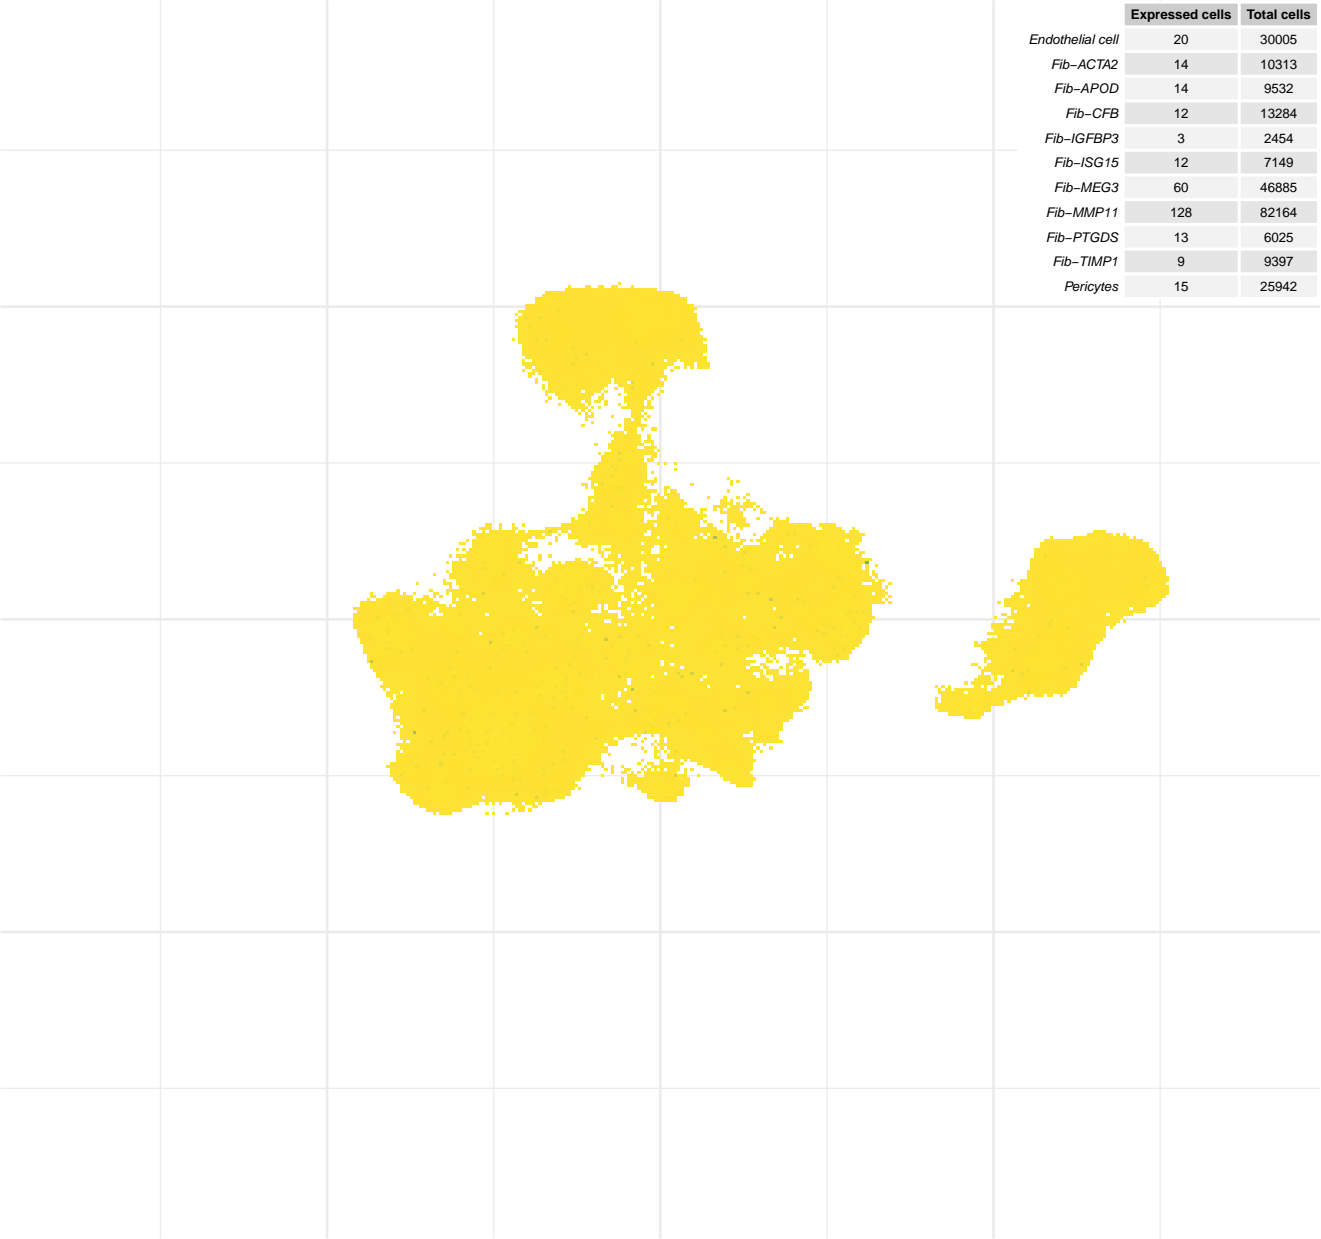 Expressed cells Total cells
Endothelial cell 20 30005
Fib−ACTA2 14 10313
Fib−APOD 14 9532
Fib−CFB 12 13284
Fib−IGFBP3 3 2454
Fib−ISG15 12 7149
Fib−MEG3 60 46885
Fib−MMP11 128 82164
Fib−PTGDS 13 6025
Fib−TIMP1 9 9397
Pericytes 15 25942